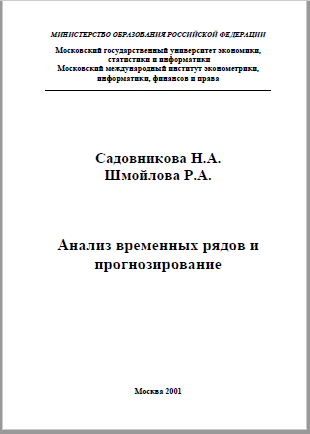 МИНИСТЕРСТВО ОБРАЗОВАНИЯ РОССИЙСКОЙ ФЕДЕРАЦИИ
Московский государственный университет экономики,
статистики и информатики
Московский международный институт эконометрики,
информатики, финансов и права
Садовникова Н.А.
Шмойлова Р.А.
Анализ временных рядов и
прогнозирование
Москва 2001